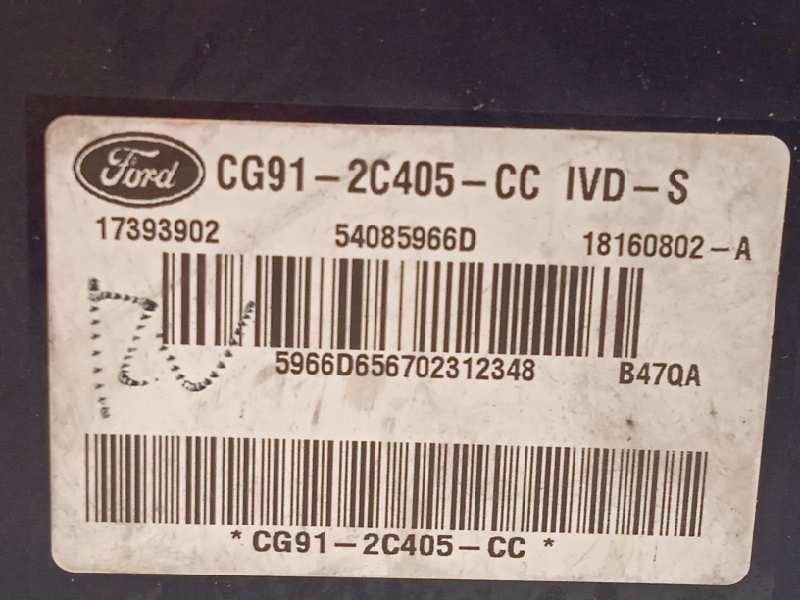 Ford CG91-2C405-CC IVD-S
17393902 54085966D 18160802-A
5966D656702312348 B47QA
*CG91-2C405-CC*